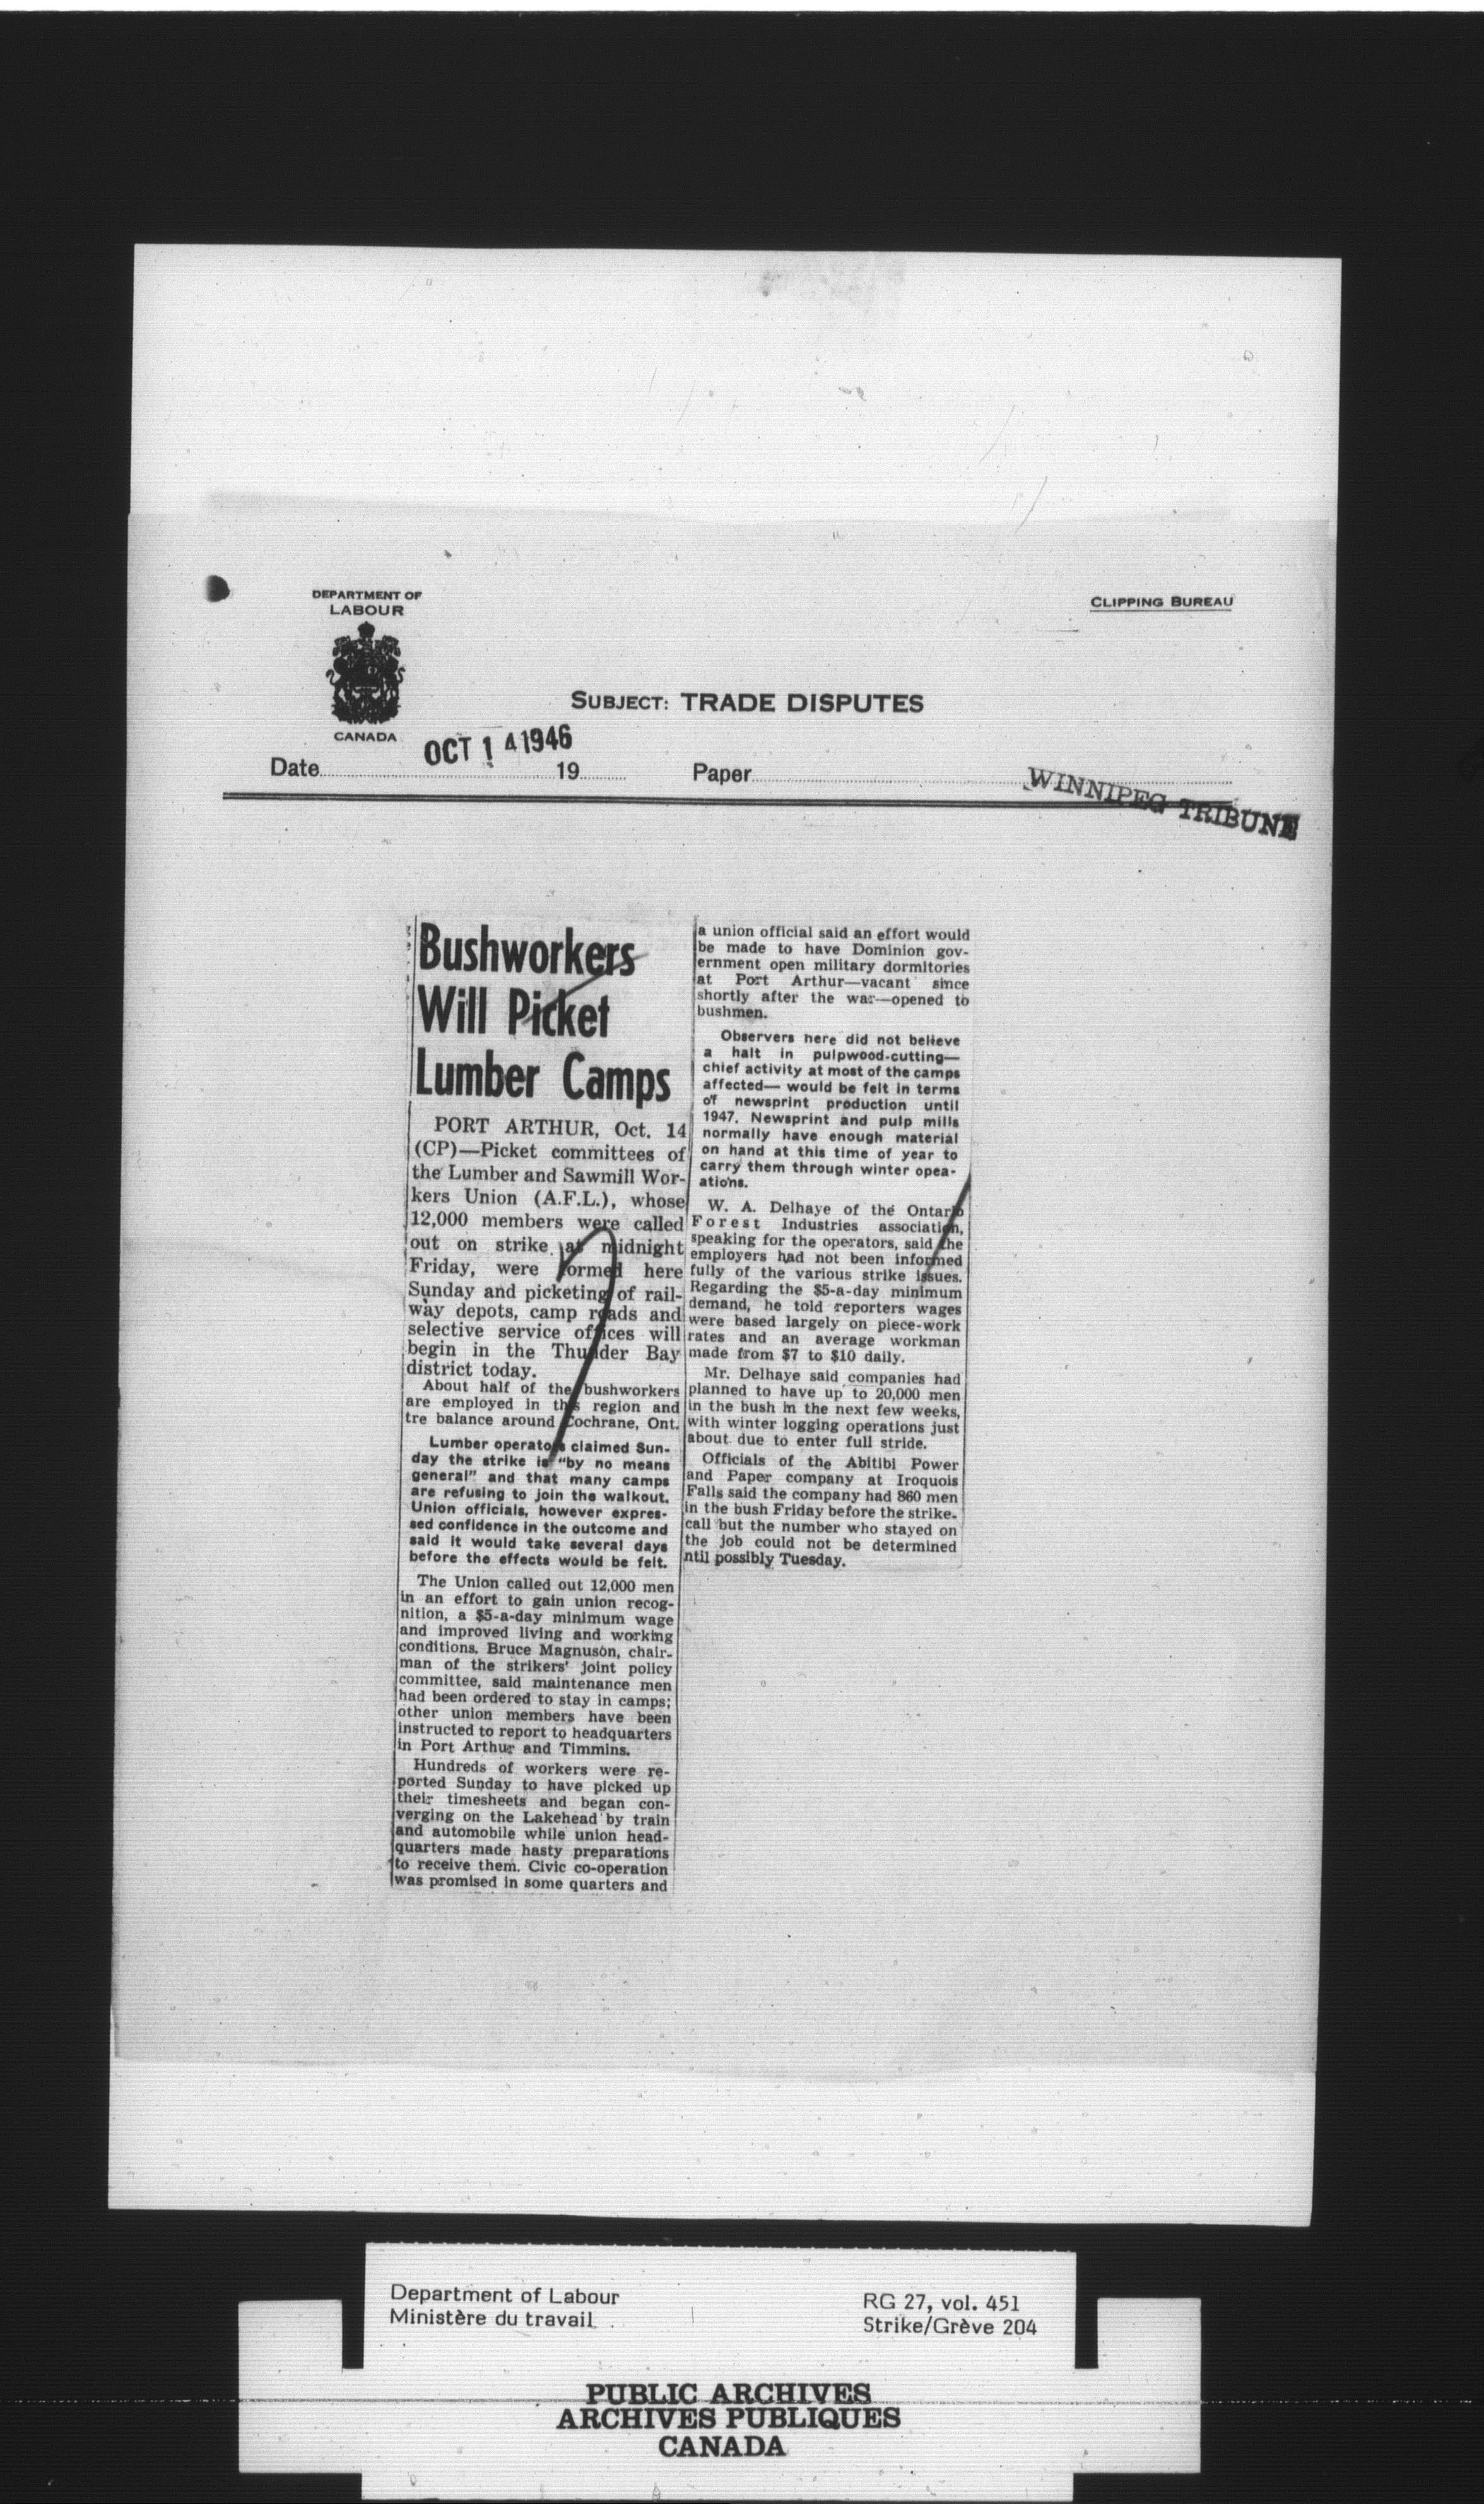 DEPARTMENT OF
LABOUR
CANADA
CLIPPING BUREAU
SUBJECT: TRADE DISPUTES
OCT 14 1946
Date 19 Paper
WINNIPEG TRIBUNE
Bushworkers
Will Picket
Lumber Camps
PORT ARTHUR, Oct. 14
(CP)—Picket committees of
the Lumber and Sawmill Wor-
kers Union (A.F.L.), whose
12,000 members were called
out on strike at midnight
Friday, were formed here
Sunday and picketing of rail-
way depots, camp roads and
selective service offices will
begin in the Thunder Bay
district today.
About half of the bushworkers
are employed in this region and
tre balance around Cochrane, Ont.
Lumber operators claimed Sun-
day the strike is "by no means
general" and that many camps
are refusing to join the walkout.
Union officials, however expres-
sed confidence in the outcome and
said it would take several days
before the effects would be felt.
The Union called out 12,000 men
in an effort to gain union recog-
nition, a $5-a-day minimum wage
and improved living and working
conditions. Bruce Magnuson, chair-
man of the strikers' joint policy
committee, said maintenance men
had been ordered to stay in camps;
other union members have been
instructed to report to headquarters
in Port Arthur and Timmins.
Hundreds of workers were re-
ported Sunday to have picked up
their timesheets and began con-
verging on the Lakehead by train
and automobile while union head-
quarters made hasty preparations
to receive them. Civic co-operation
was promised in some quarters and
a union official said an effort would
be made to have Dominion gov-
ernment open military dormitories
at Port Arthur—vacant since
shortly after the war—opened to
bushmen.
Observers here did not believe
a halt in pulpwood-cutting—
chief activity at most of the camps
affected— would be felt in terms
of newsprint production until
1947. Newsprint and pulp mills
normally have enough material
on hand at this time of year to
carry them through winter opea-
ations.
W. A. Delhaye of the Ontario
Forest Industries association,
speaking for the operators, said the
employers had not been informed
fully of the various strike issues.
Regarding the $5-a-day minimum
demand, he told reporters wages
were based largely on piece-work
rates and an average workman
made from $7 to $10 daily.
Mr. Delhaye said companies had
planned to have up to 20,000 men
in the bush in the next few weeks,
with winter logging operations just
about due to enter full stride.
Officials of the Abitibi Power
and Paper company at Iroquois
Falls said the company had 860 men
in the bush Friday before the strike-
call but the number who stayed on
the job could not be determined
ntil possibly Tuesday.
Department of Labour
Ministère du travail
RG 27, vol. 451
Strike/Grève 204
PUBLIC ARCHIVES
ARCHIVES PUBLIQUES
CANADA